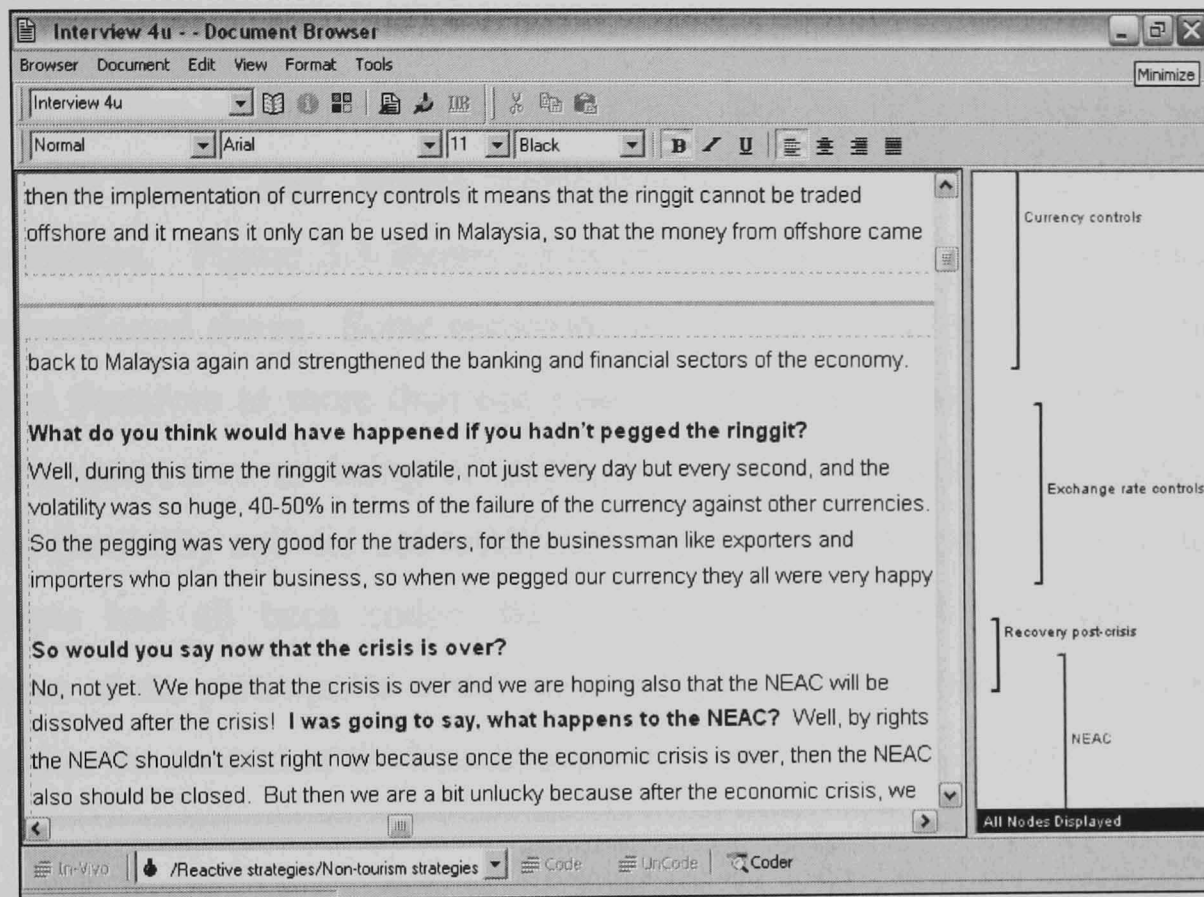 Interview 4u - - Document Browser
Browser Document Edit View Format Tools
Minimize
Interview 4u
Normal Arial 11 Black B I U
then the implementation of currency controls it means that the ringgit cannot be traded
offshore and it means it only can be used in Malaysia, so that the money from offshore came
back to Malaysia again and strengthened the banking and financial sectors of the economy.
What do you think would have happened if you hadn't pegged the ringgit?
Well, during this time the ringgit was volatile, not just every day but every second, and the
volatility was so huge, 40-50% in terms of the failure of the currency against other currencies.
So the pegging was very good for the traders, for the businessman like exporters and
importers who plan their business, so when we pegged our currency they all were very happy
So would you say now that the crisis is over?
No, not yet. We hope that the crisis is over and we are hoping also that the NEAC will be
dissolved after the crisis! I was going to say, what happens to the NEAC? Well, by rights
the NEAC shouldn't exist right now because once the economic crisis is over, then the NEAC
also should be closed. But then we are a bit unlucky because after the economic crisis, we
Currency controls
Exchange rate controls
Recovery post-crisis
NEAC
All Nodes Displayed
In-Vivo /Reactive strategies/Non-tourism strategies Code UnCode Coder